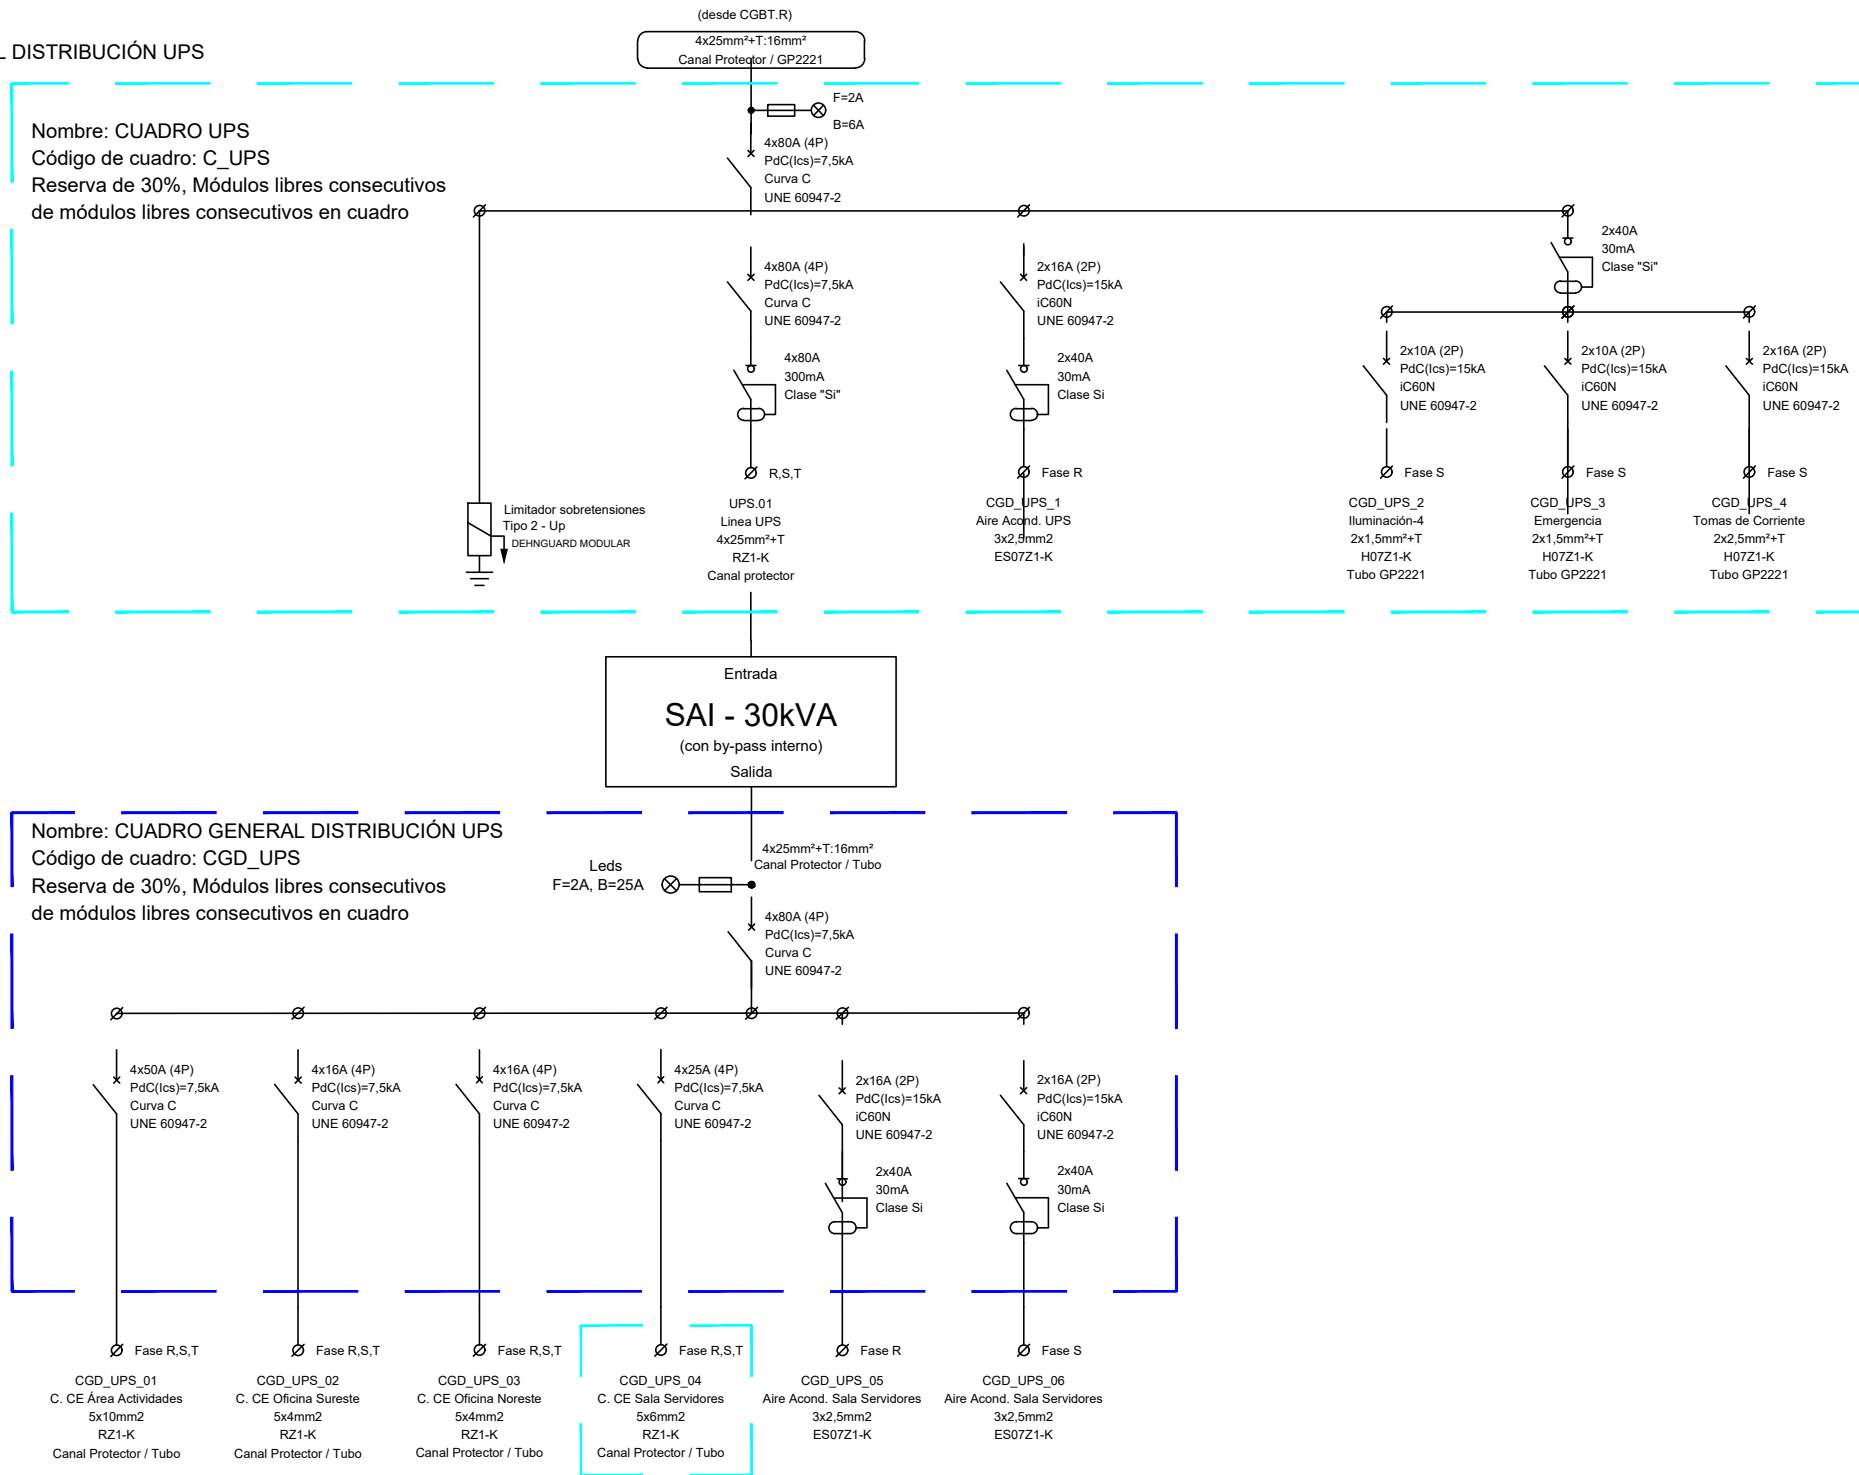 (desde CGBT.R)
4x25mm²+T:16mm²
Canal Protector / GP2221
L DISTRIBUCIÓN UPS
Nombre: CUADRO UPS
Código de cuadro: C_UPS
Reserva de 30%, Módulos libres consecutivos
de módulos libres consecutivos en cuadro
F=2A
B=6A
4x80A (4P)
PdC(Ics)=7,5kA
Curva C
UNE 60947-2
4x80A (4P)
PdC(Ics)=7,5kA
Curva C
UNE 60947-2
4x80A
300mA
Clase "Si"
R,S,T
UPS.01
Linea UPS
4x25mm²+T
RZ1-K
Canal protector
Limitador sobretensiones
Tipo 2 - Up
DEHNGUARD MODULAR
2x16A (2P)
PdC(Ics)=15kA
iC60N
UNE 60947-2
2x40A
30mA
Clase Si
Fase R
CGD_UPS_1
Aire Acond. UPS
3x2,5mm2
ES07Z1-K
2x40A
30mA
Clase "Si"
2x10A (2P)
PdC(Ics)=15kA
iC60N
UNE 60947-2
Fase S
CGD_UPS_2
Iluminación-4
2x1,5mm²+T
H07Z1-K
Tubo GP2221
2x10A (2P)
PdC(Ics)=15kA
iC60N
UNE 60947-2
Fase S
CGD_UPS_3
Emergencia
2x1,5mm²+T
H07Z1-K
Tubo GP2221
2x16A (2P)
PdC(Ics)=15kA
iC60N
UNE 60947-2
Fase S
CGD_UPS_4
Tomas de Corriente
2x2,5mm²+T
H07Z1-K
Tubo GP2221
Entrada
SAI - 30kVA
(con by-pass interno)
Salida
Nombre: CUADRO GENERAL DISTRIBUCIÓN UPS
Código de cuadro: CGD_UPS
Reserva de 30%, Módulos libres consecutivos
de módulos libres consecutivos en cuadro
4x25mm²+T:16mm²
Canal Protector / Tubo
Leds
F=2A, B=25A
4x80A (4P)
PdC(Ics)=7,5kA
Curva C
UNE 60947-2
4x50A (4P)
PdC(Ics)=7,5kA
Curva C
UNE 60947-2
Fase R,S,T
CGD_UPS_01
C. CE Área Actividades
5x10mm2
RZ1-K
Canal Protector / Tubo
4x16A (4P)
PdC(Ics)=7,5kA
Curva C
UNE 60947-2
Fase R,S,T
CGD_UPS_02
C. CE Oficina Sureste
5x4mm2
RZ1-K
Canal Protector / Tubo
4x16A (4P)
PdC(Ics)=7,5kA
Curva C
UNE 60947-2
Fase R,S,T
CGD_UPS_03
C. CE Oficina Noreste
5x4mm2
RZ1-K
Canal Protector / Tubo
4x25A (4P)
PdC(Ics)=7,5kA
Curva C
UNE 60947-2
Fase R,S,T
CGD_UPS_04
C. CE Sala Servidores
5x6mm2
RZ1-K
Canal Protector / Tubo
2x16A (2P)
PdC(Ics)=15kA
iC60N
UNE 60947-2
2x40A
30mA
Clase Si
Fase R
CGD_UPS_05
Aire Acond. Sala Servidores
3x2,5mm2
ES07Z1-K
2x16A (2P)
PdC(Ics)=15kA
iC60N
UNE 60947-2
2x40A
30mA
Clase Si
Fase S
CGD_UPS_06
Aire Acond. Sala Servidores
3x2,5mm2
ES07Z1-K